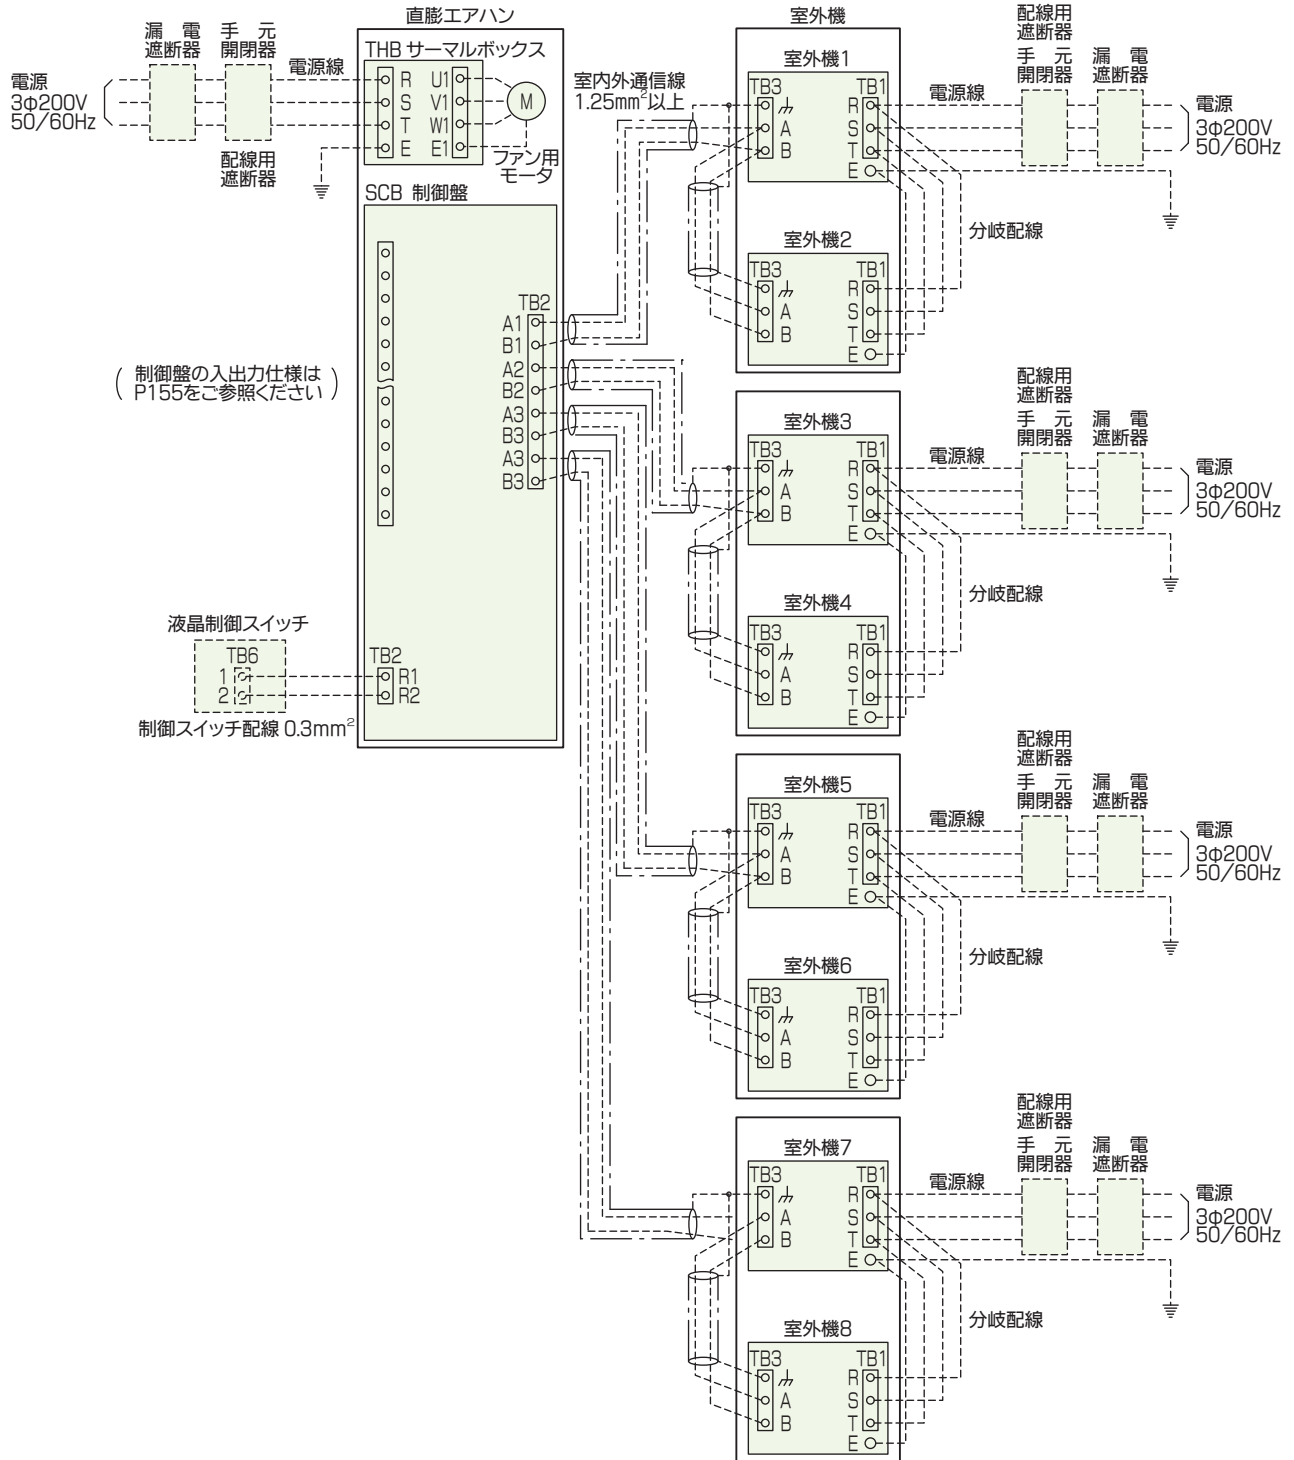 直膨エアハン
漏 電
遮断器
手 元
開閉器
電源線
電源
3φ200V
50/60Hz
配線用
遮断器
THB サーマルボックス
R U1
S V1
T W1
E E1
M
ファン用
モータ
SCB 制御盤
TB2
A1
B1
A2
B2
A3
B3
A3
B3
( 制御盤の入出力仕様は
P155をご参照ください )
液晶制御スイッチ
TB6
1
2
TB2
R1
R2
制御スイッチ配線 0.3mm²
室内外通信線
1.25mm²以上
室外機
室外機1
TB3 TB1
R
A S
B T
E
電源線
配線用
遮断器
手 元
開閉器
漏 電
遮断器
電源
3φ200V
50/60Hz
分岐配線
室外機2
TB3 TB1
R
A S
B T
E
室外機3
TB3 TB1
R
A S
B T
E
電源線
配線用
遮断器
手 元
開閉器
漏 電
遮断器
電源
3φ200V
50/60Hz
分岐配線
室外機4
TB3 TB1
R
A S
B T
E
室外機5
TB3 TB1
R
A S
B T
E
電源線
配線用
遮断器
手 元
開閉器
漏 電
遮断器
電源
3φ200V
50/60Hz
分岐配線
室外機6
TB3 TB1
R
A S
B T
E
室外機7
TB3 TB1
R
A S
B T
E
電源線
配線用
遮断器
手 元
開閉器
漏 電
遮断器
電源
3φ200V
50/60Hz
分岐配線
室外機8
TB3 TB1
R
A S
B T
E